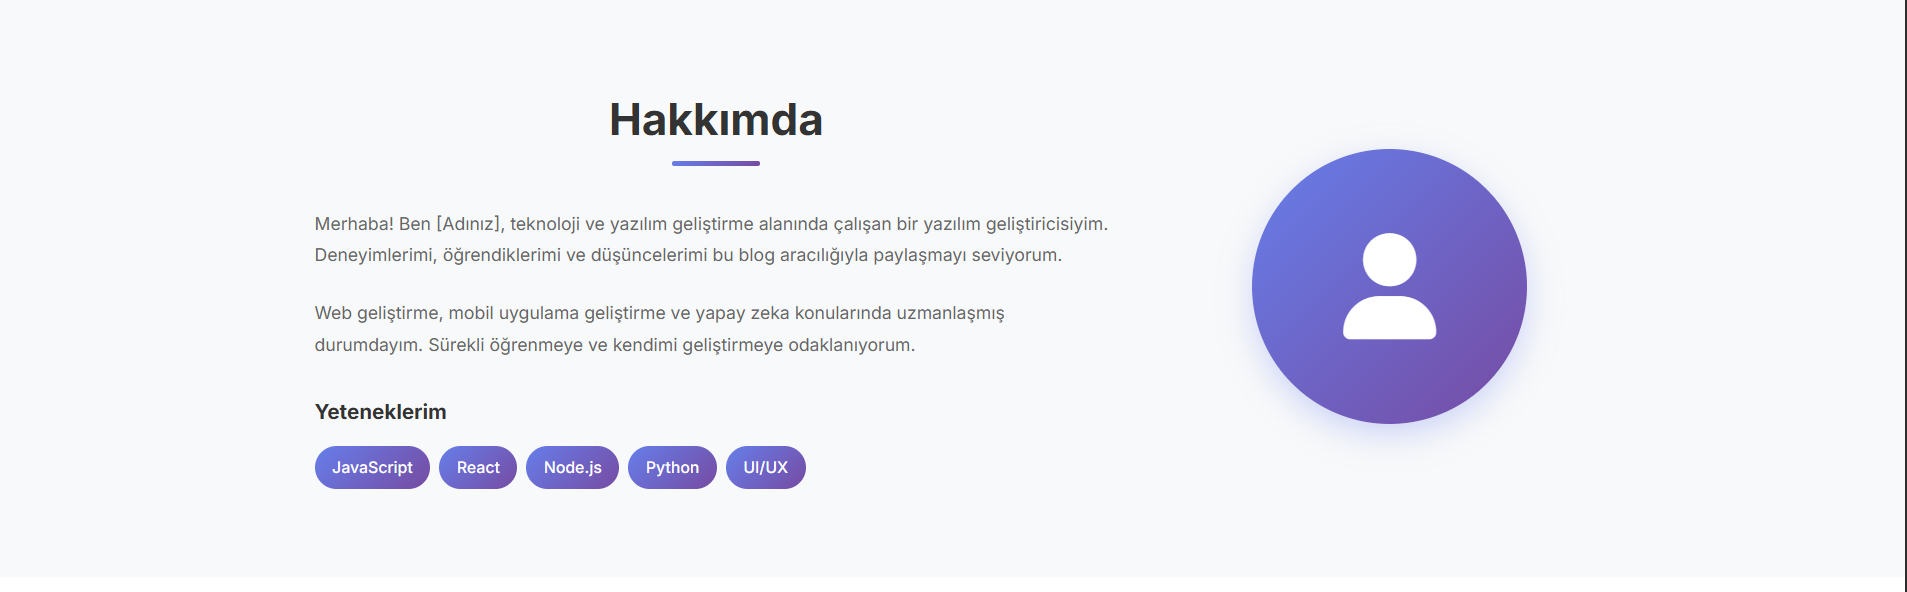 Hakkımda
Merhaba! Ben [Adınız], teknoloji ve yazılım geliştirme alanında çalışan bir yazılım geliştiricisiyim.
Deneyimlerimi, öğrendiklerimi ve düşüncelerimi bu blog aracılığıyla paylaşmayı seviyorum.
Web geliştirme, mobil uygulama geliştirme ve yapay zeka konularında uzmanlaşmış
durumdayım. Sürekli öğrenmeye ve kendimi geliştirmeye odaklanıyorum.
Yeteneklerim
JavaScript React Node.js Python UI/UX